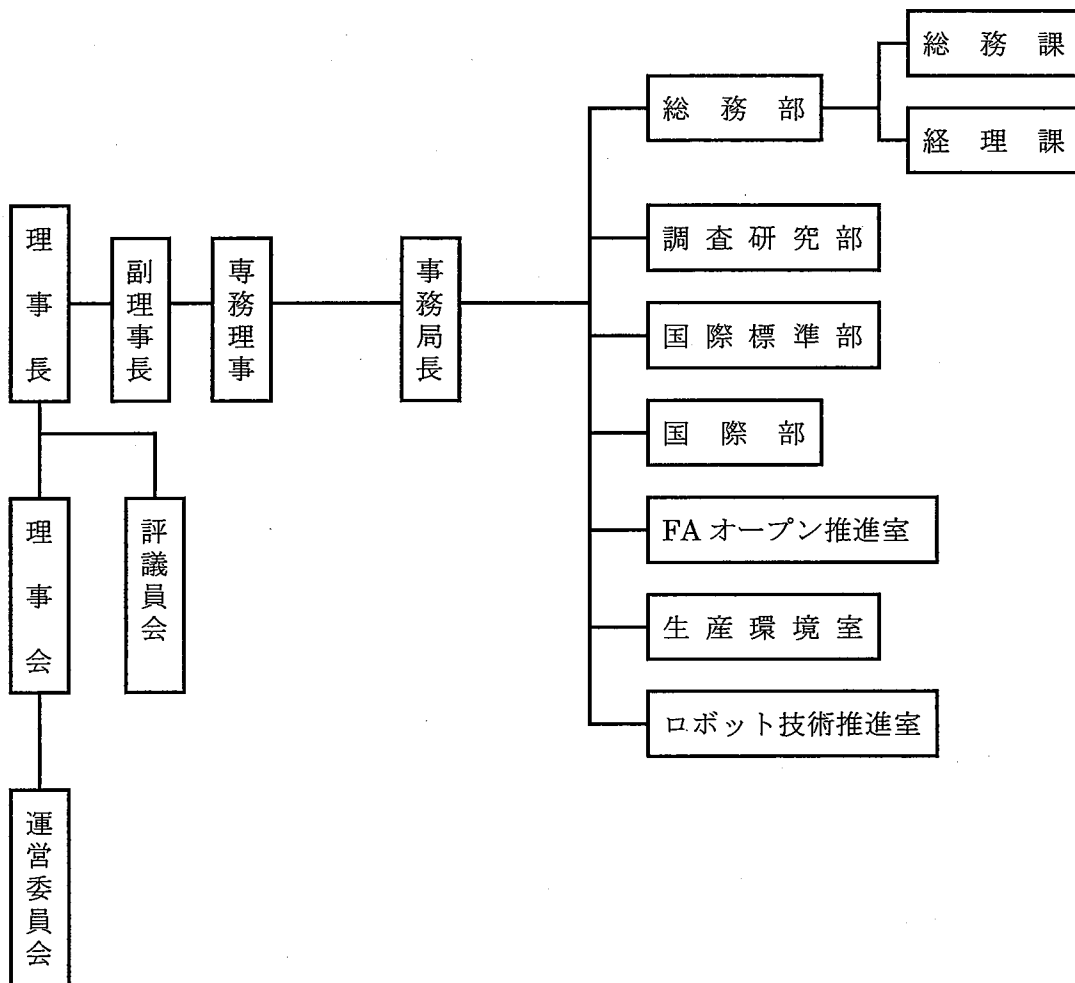 総務課
総務部
経理課
理事長
副理事長
専務理事
事務局長
調査研究部
国際標準部
国際部
FAオープン推進室
生産環境室
ロボット技術推進室
理事会
評議員会
運営委員会